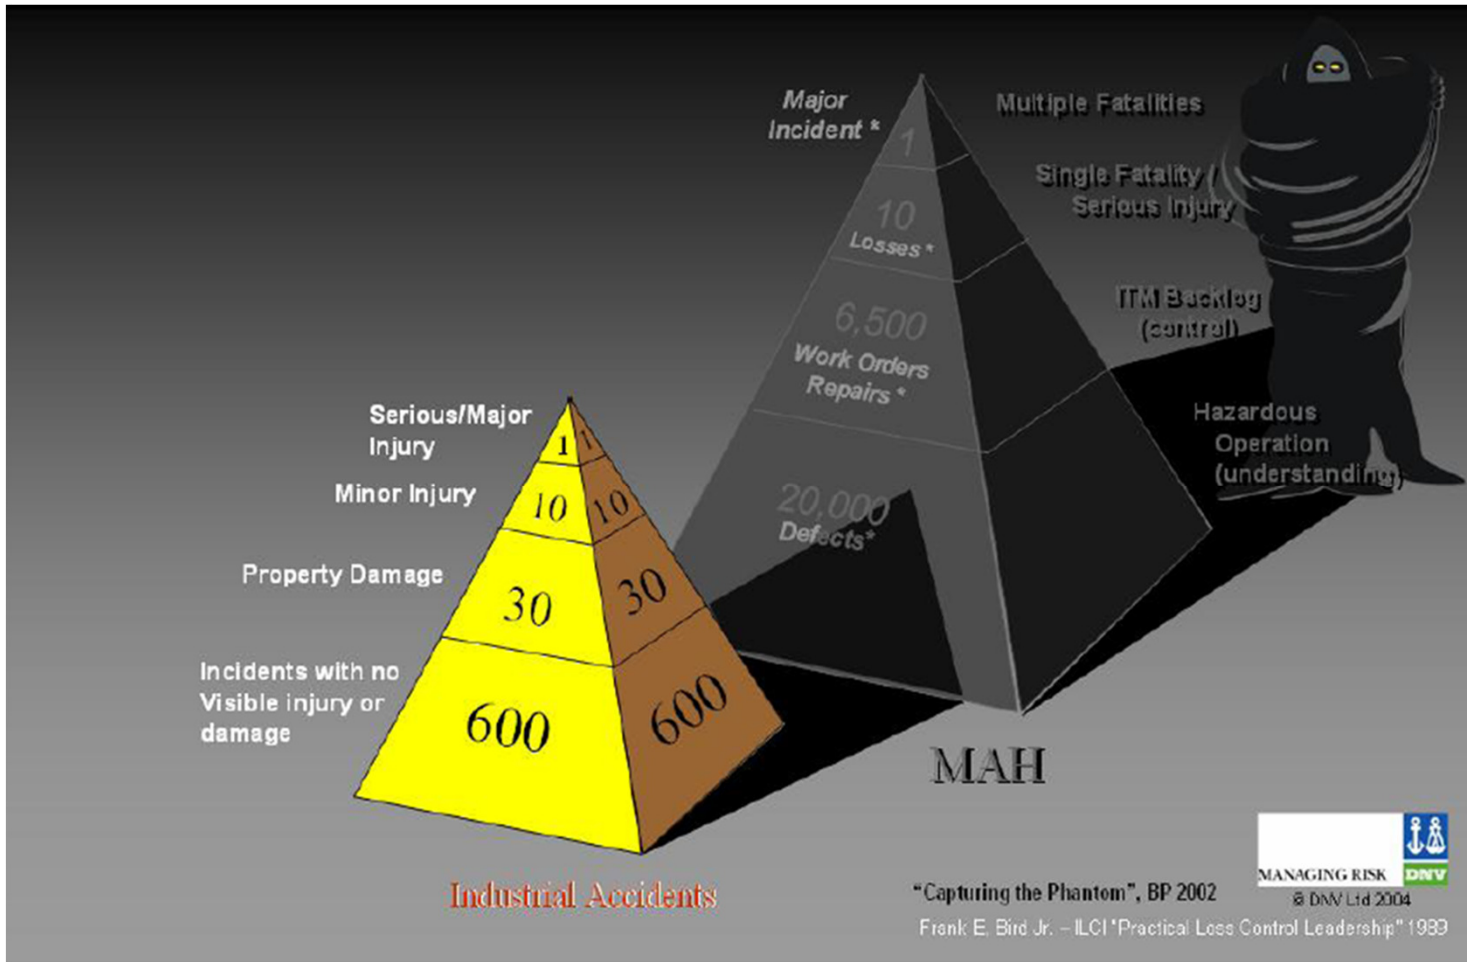 Major
Incident *
1
10
Losses *
6,500
Work Orders
Repairs *
20,000
Defects*
Multiple Fatalities
Single Fatality /
Serious Injury
ITM Backlog
(control)
Hazardous
Operation
(understanding)
MAH
Serious/Major
Injury
1
1
Minor Injury
10
10
Property Damage
30
30
Incidents with no
Visible injury or
damage
600
600
Industrial Accidents
MANAGING RISK
DNV
© DNV Ltd 2004
"Capturing the Phantom", BP 2002
Frank E. Bird Jr. – ILCI "Practical Loss Control Leadership" 1989